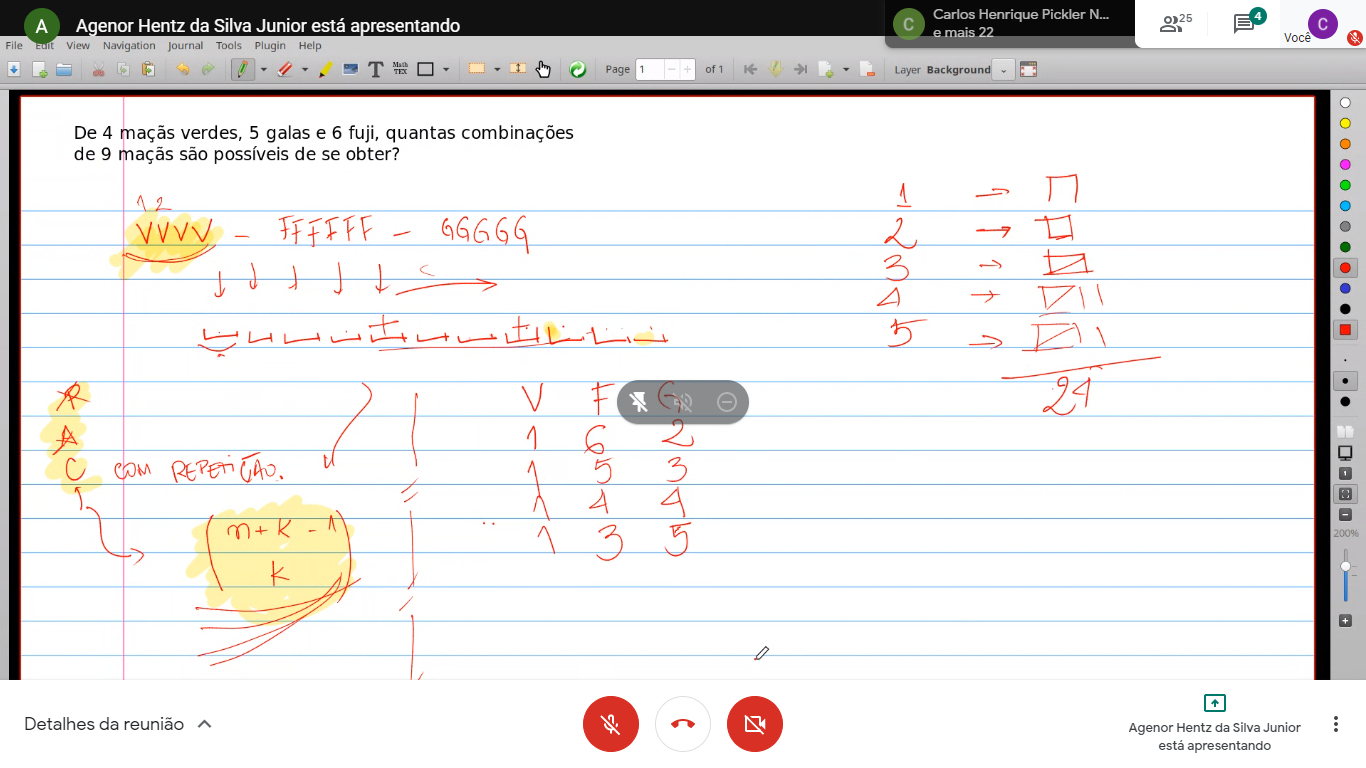 A Agenor Hentz da Silva Junior está apresentando
C Carlos Henrique Pickler N...
e mais 22
25
4
Você
C
File Edit View Navigation Journal Tools Plugin Help
T Math TEX Page 1 of 1 Layer Background
De 4 maçãs verdes, 5 galas e 6 fuji, quantas combinações
de 9 maçãs são possíveis de se obter?
1 2
VVVV - FFFFFF - GGGGG
1 →
2 →
3 →
4 →
5 →
24
R
A
C COM REPETIÇÃO.
n+k-1
k
V F G
1 6 2
1 5 3
1 4 4
1 3 5
200%
Detalhes da reunião
Agenor Hentz da Silva Junior
está apresentando